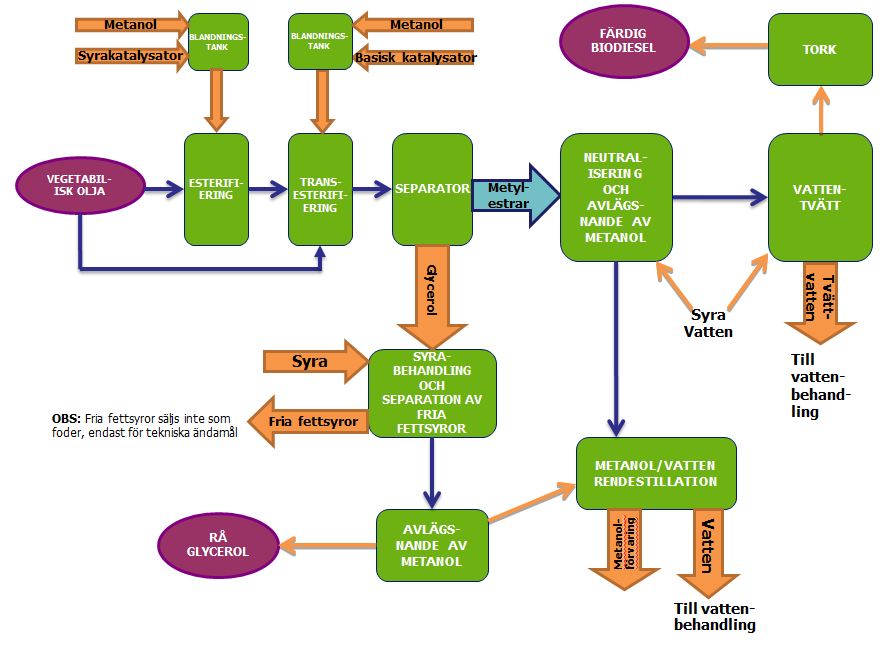 Metanol
Syrakatalysator
BLANDNINGS-
TANK
BLANDNINGS-
TANK
Metanol
Basisk katalysator
FÄRDIG
BIODIESEL
TORK
VEGETABIL-
ISK OLJA
ESTERIFI-
ERING
TRANS-
ESTERIFI-
ERING
SEPARATOR
Metyl-
estrar
NEUTRAL-
ISERIN G
OCH
AVLÄGS-
NANDE AV
METANOL
VATTEN-
TVÄTT
Glycerol
Syra
Vatten
Tvätt-
vatten
Till
vatten-
behand-
ling
Syra
SYRA-
BEHANDLING
OCH
SEPARATION AV
FRIA
FETTSYROR
Fria fettsyror
OBS: Fria fettsyror säljs inte som
foder, endast för tekniska ändamål
METANOL/VATTEN
RENDESTILLATION
RÅ
GLYCEROL
AVLÄGS-
NANDE AV
METANOL
Metanol-
förvaring
Vatten
Till vatten-
behandling